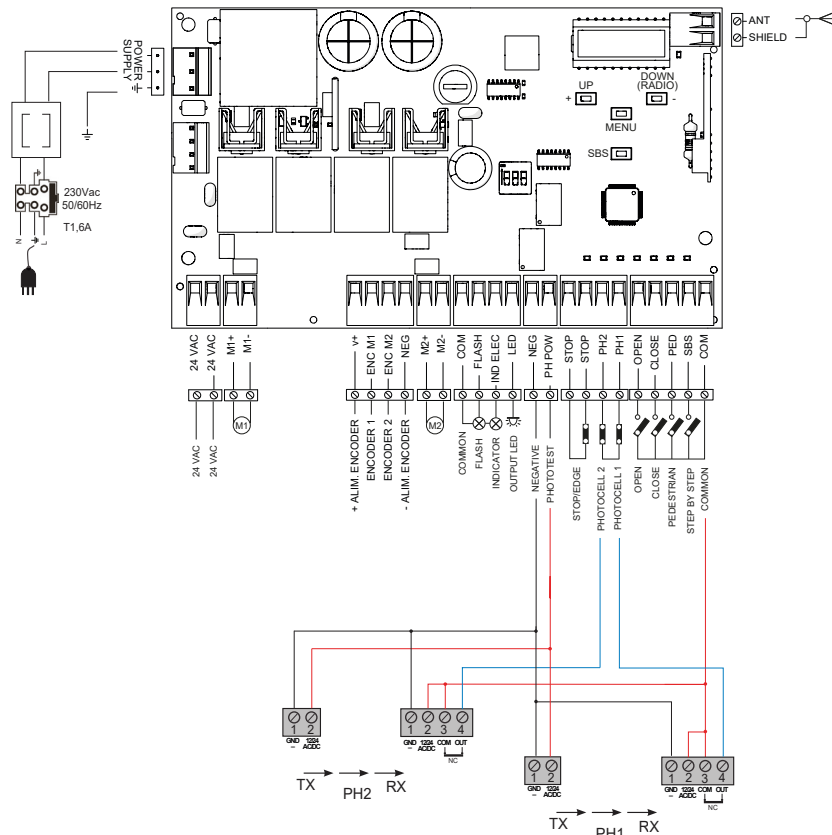 ANT
SHIELD
POWER
SUPPLY
UP
+
DOWN
(RADIO)
-
MENU
SBS
230Vac
50/60Hz
T1,6A
N
L
24 VAC
24 VAC
M1+
M1-
v+
ENC M1
ENC M2
NEG
M2+
M2-
COM
FLASH
IND ELEC
LED
NEG
PH POW
STOP
STOP
PH2
PH1
OPEN
CLOSE
PED
SBS
COM
24 VAC
24 VAC
M1
+ ALIM. ENCODER
ENCODER 1
ENCODER 2
- ALIM. ENCODER
M2
COMMON
FLASH
INDICATOR
OUTPUT LED
NEGATIVE
PHOTOTEST
STOP/EDGE
PHOTOCELL 2
PHOTOCELL 1
OPEN
CLOSE
PEDESTRIAN
STEP BY STEP
COMMON
1 2
GND 12/24
– AC/DC
1 2 3 4
GND 12/24 COM OUT
– AC/DC
NC
TX PH2 RX
1 2
GND 12/24
– AC/DC
1 2 3 4
GND 12/24 COM OUT
– AC/DC
NC
TX PH1 RX